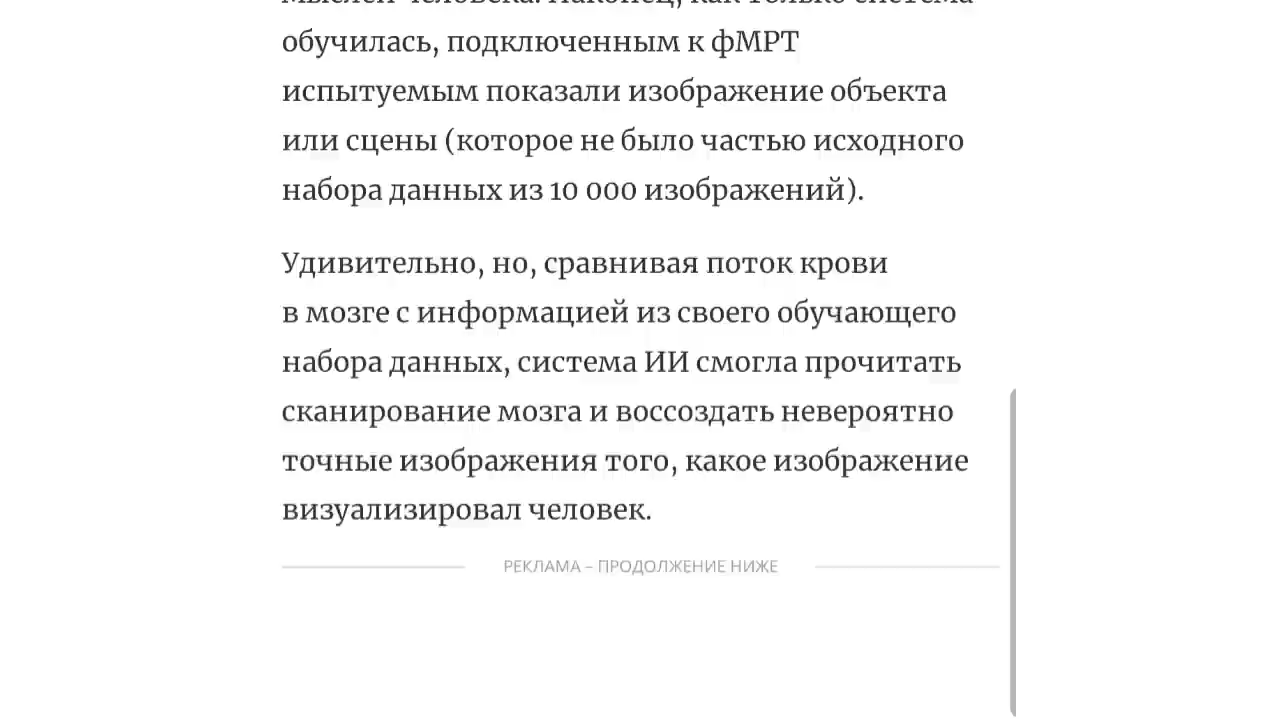 обучилась, подключенным к фМРТ
испытуемым показали изображение объекта
или сцены (которое не было частью исходного
набора данных из 10 000 изображений).
Удивительно, но, сравнивая поток крови
в мозге с информацией из своего обучающего
набора данных, система ИИ смогла прочитать
сканирование мозга и воссоздать невероятно
точные изображения того, какое изображение
визуализировал человек.
РЕКЛАМА – ПРОДОЛЖЕНИЕ НИЖЕ